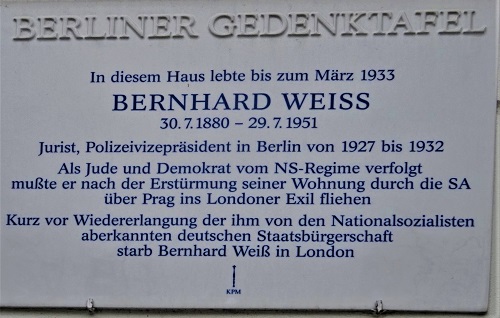 BERLINER GEDENKTAFEL
In diesem Haus lebte bis zum März 1933
BERNHARD WEISS
30.7.1880 – 29.7.1951
Jurist, Polizeivizepräsident in Berlin von 1927 bis 1932
Als Jude und Demokrat vom NS-Regime verfolgt
mußte er nach der Erstürmung seiner Wohnung durch die SA
über Prag ins Londoner Exil fliehen
Kurz vor Wiedererlangung der ihm von den Nationalsozialisten
aberkannten deutschen Staatsbürgerschaft
starb Bernhard Weiß in London
KPM